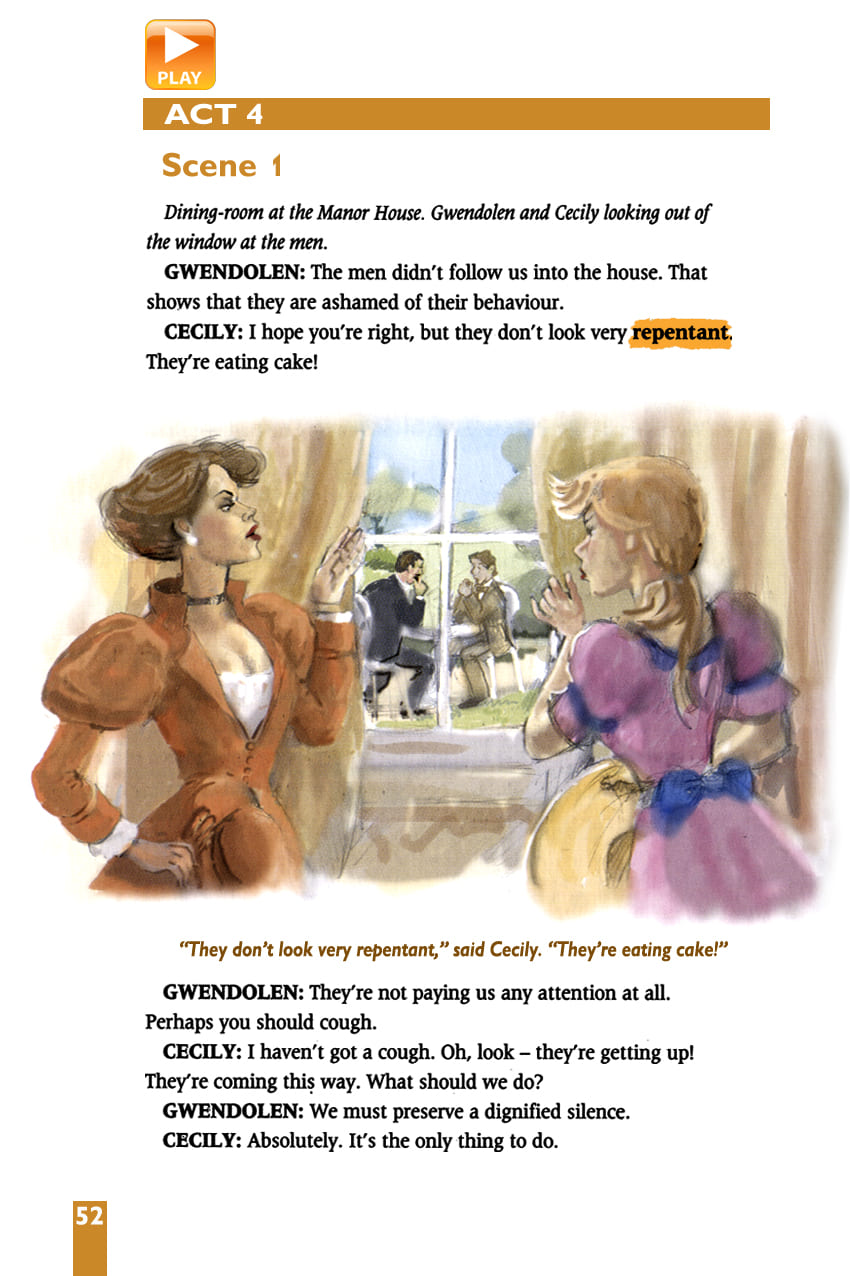 PLAY
ACT 4
Scene 1
Dining-room at the Manor House. Gwendolen and Cecily looking out of
the window at the men.
GWENDOLEN: The men didn't follow us into the house. That
shows that they are ashamed of their behaviour.
CECILY: I hope you're right, but they don't look very repentant.
They're eating cake!
“They don't look very repentant,” said Cecily. “They're eating cake!”
GWENDOLEN: They're not paying us any attention at all.
Perhaps you should cough.
CECILY: I haven't got a cough. Oh, look – they're getting up!
They're coming this way. What should we do?
GWENDOLEN: We must preserve a dignified silence.
CECILY: Absolutely. It's the only thing to do.
52